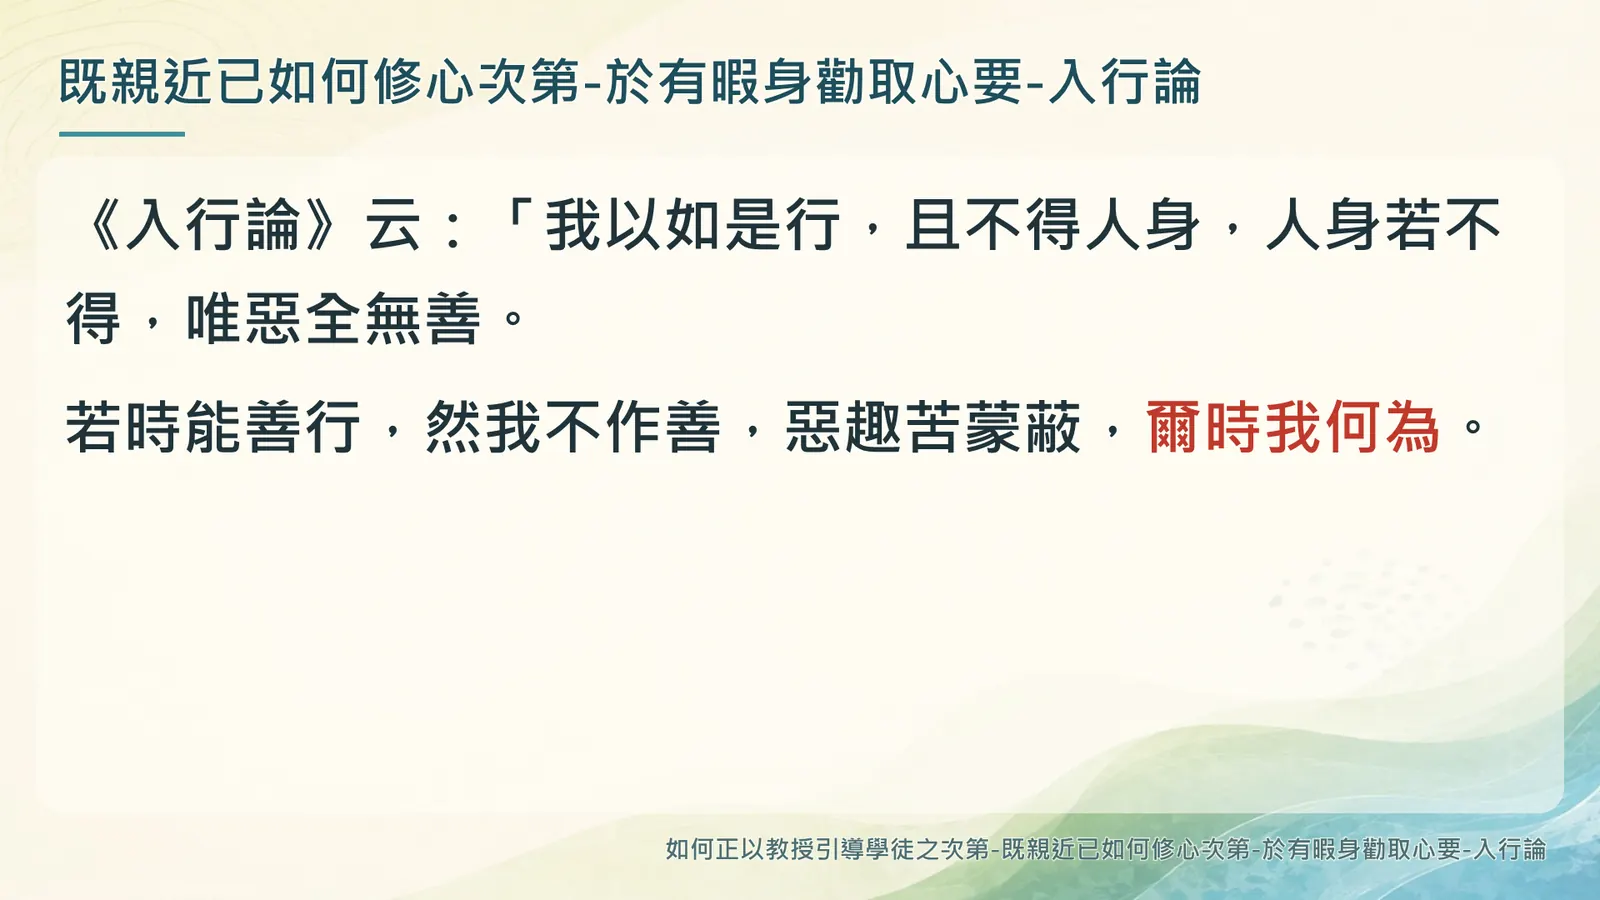 既親近已如何修心次第-於有暇身勸取心要-入行論
《入行論》云：「我以如是行，且不得人身，人身若不
得，唯惡全無善。
若時能善行，然我不作善，惡趣苦蒙蔽，爾時我何為。
如何正以教授引導學徒之次第-既親近已如何修心次第-於有暇身勸取心要-入行論